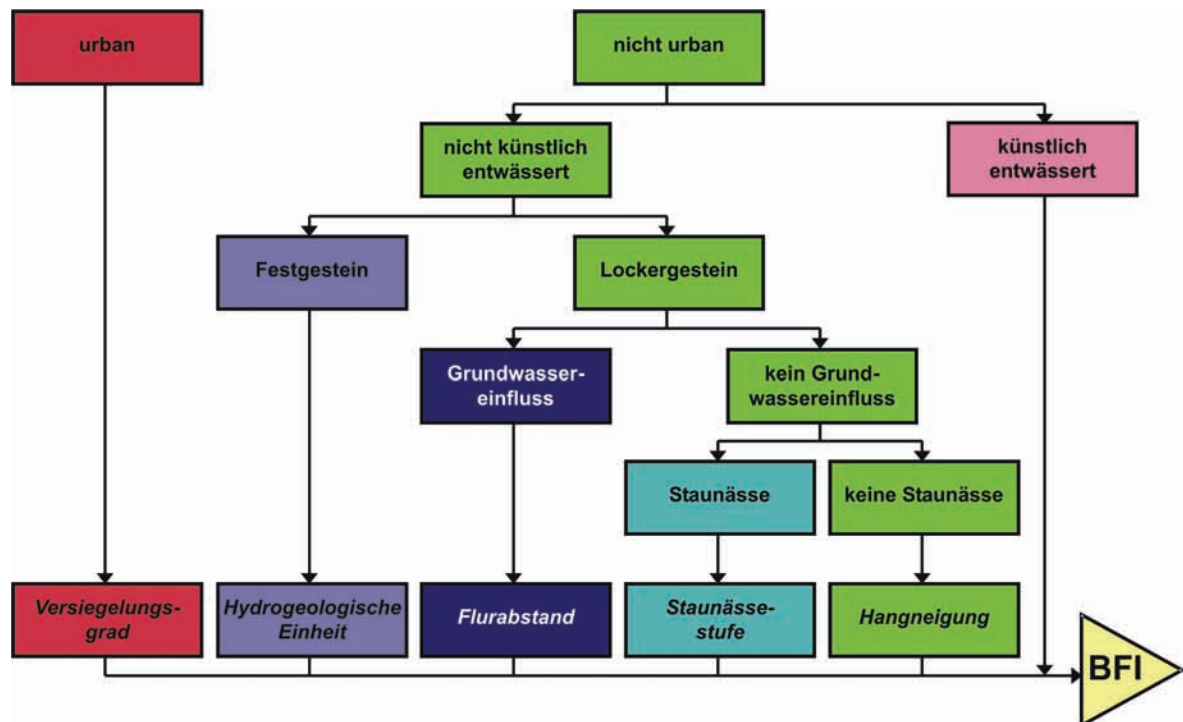 urban
nicht urban
nicht künstlich
entwässert
künstlich
entwässert
Festgestein
Lockergestein
Grundwasser-
einfluss
kein Grund-
wassereinfluss
Staunässe
keine Staunässe
Versiegelungs-
grad
Hydrogeologische
Einheit
Flurabstand
Staunässe-
stufe
Hangneigung
BFI